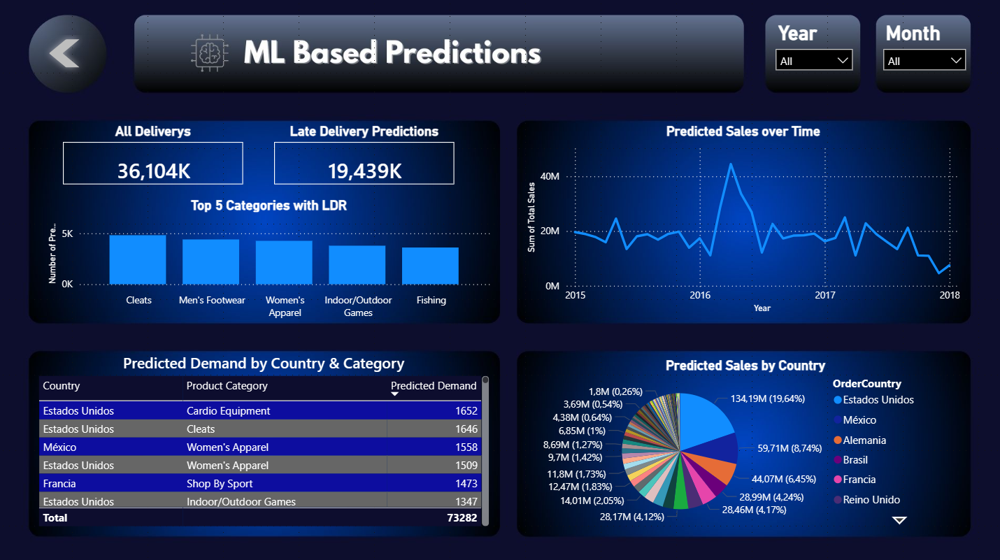 ML Based Predictions
Year
All
Month
All
All Deliverys
Late Delivery Predictions
36,104K
19,439K
Top 5 Categories with LDR
Number of Pre...
5K
0K
Cleats
Men's Footwear
Women's
Apparel
Indoor/Outdoor
Games
Fishing
Predicted Sales over Time
Sum of Total Sales
40M
20M
0M
2015
2016
2017
2018
Year
Predicted Demand by Country & Category
Country Product Category Predicted Demand
Estados Unidos Cardio Equipment 1652
Estados Unidos Cleats 1646
México Women's Apparel 1558
Estados Unidos Women's Apparel 1509
Francia Shop By Sport 1473
Estados Unidos Indoor/Outdoor Games 1347
Total 73282
Predicted Sales by Country
1,8M (0,26%)
3,69M (0,54%)
4,38M (0,64%)
6,85M (1%)
8,69M (1,27%)
9,7M (1,42%)
11,8M (1,73%)
12,47M (1,83%)
14,01M (2,05%)
28,17M (4,12%)
134,19M (19,64%)
59,71M (8,74%)
44,07M (6,45%)
28,99M (4,24%)
28,46M (4,17%)
OrderCountry
Estados Unidos
México
Alemania
Brasil
Francia
Reino Unido